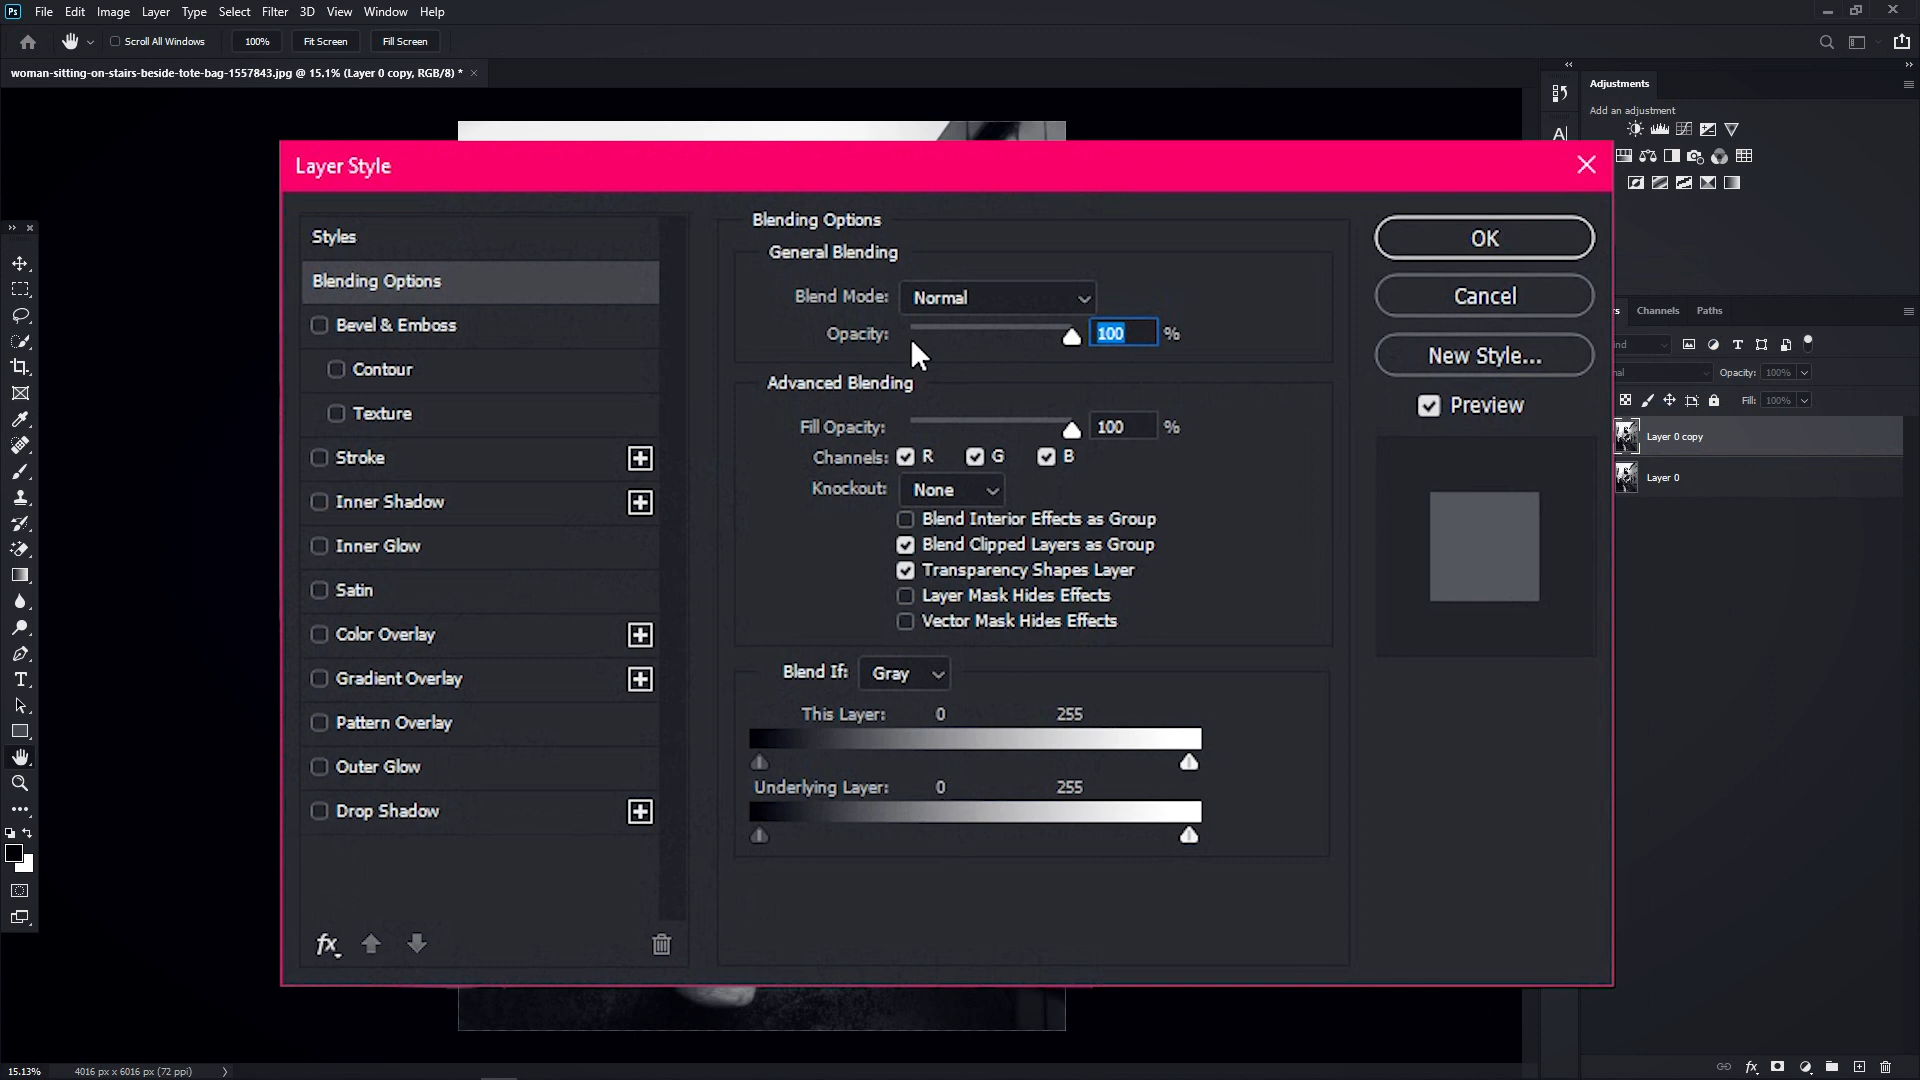 Ps File Edit Image Layer Type Select Filter 3D View Window Help
Scroll All Windows 100% Fit Screen Fill Screen
woman-sitting-on-stairs-beside-tote-bag-1557843.jpg @ 15.1% (Layer 0 copy, RGB/8) *
Adjustments
Add an adjustment
Layer Style
Styles
Blending Options
Bevel & Emboss
Contour
Texture
Stroke
Inner Shadow
Inner Glow
Satin
Color Overlay
Gradient Overlay
Pattern Overlay
Outer Glow
Drop Shadow
fx
Blending Options
General Blending
Blend Mode: Normal
Opacity: 100 %
Advanced Blending
Fill Opacity: 100 %
Channels: R G B
Knockout: None
Blend Interior Effects as Group
Blend Clipped Layers as Group
Transparency Shapes Layer
Layer Mask Hides Effects
Vector Mask Hides Effects
Blend If: Gray
This Layer: 0 255
Underlying Layer: 0 255
OK
Cancel
New Style...
Preview
Channels Paths
Opacity: 100%
Fill: 100%
Layer 0 copy
Layer 0
15.13% 4016 px x 6016 px (72 ppi)
fx